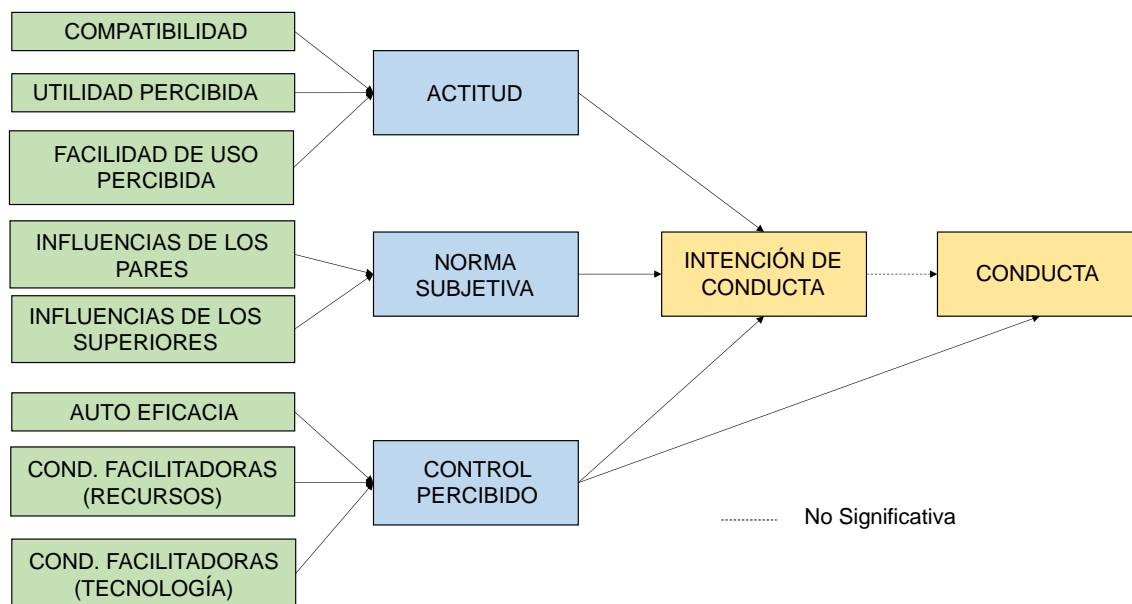 COMPATIBILIDAD
UTILIDAD PERCIBIDA
FACILIDAD DE USO
PERCIBIDA
INFLUENCIAS DE LOS
PARES
INFLUENCIAS DE LOS
SUPERIORES
AUTO EFICACIA
COND. FACILITADORAS
(RECURSOS)
COND. FACILITADORAS
(TECNOLOGÍA)
ACTITUD
NORMA
SUBJETIVA
CONTROL
PERCIBIDO
INTENCIÓN DE
CONDUCTA
CONDUCTA
No Significativa